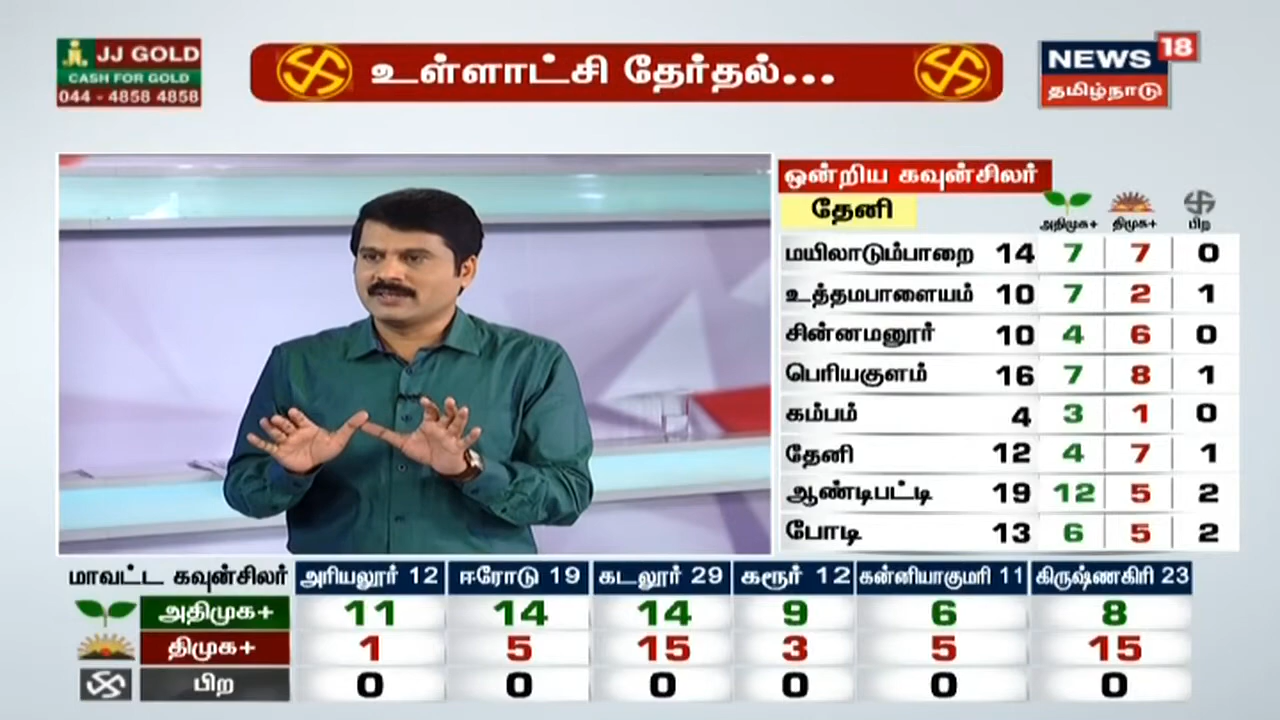 JJ GOLD
CASH FOR GOLD
044 - 4858 4858
உள்ளாட்சி தேர்தல்...
NEWS 18
தமிழ்நாடு
ஒன்றிய கவுன்சிலர்
தேனி
அதிமுக+ திமுக+ பிற
மயிலாடும்பாறை 14 7 7 0
உத்தமபாளையம் 10 7 2 1
சின்னமனூர் 10 4 6 0
பெரியகுளம் 16 7 8 1
கம்பம் 4 3 1 0
தேனி 12 4 7 1
ஆண்டிபட்டி 19 12 5 2
போடி 13 6 5 2
மாவட்ட கவுன்சிலர் அரியலூர் 12 ஈரோடு 19 கடலூர் 29 கரூர் 12 கன்னியாகுமரி 11 கிருஷ்ணகிரி 23
அதிமுக+ 11 14 14 9 6 8
திமுக+ 1 5 15 3 5 15
பிற 0 0 0 0 0 0